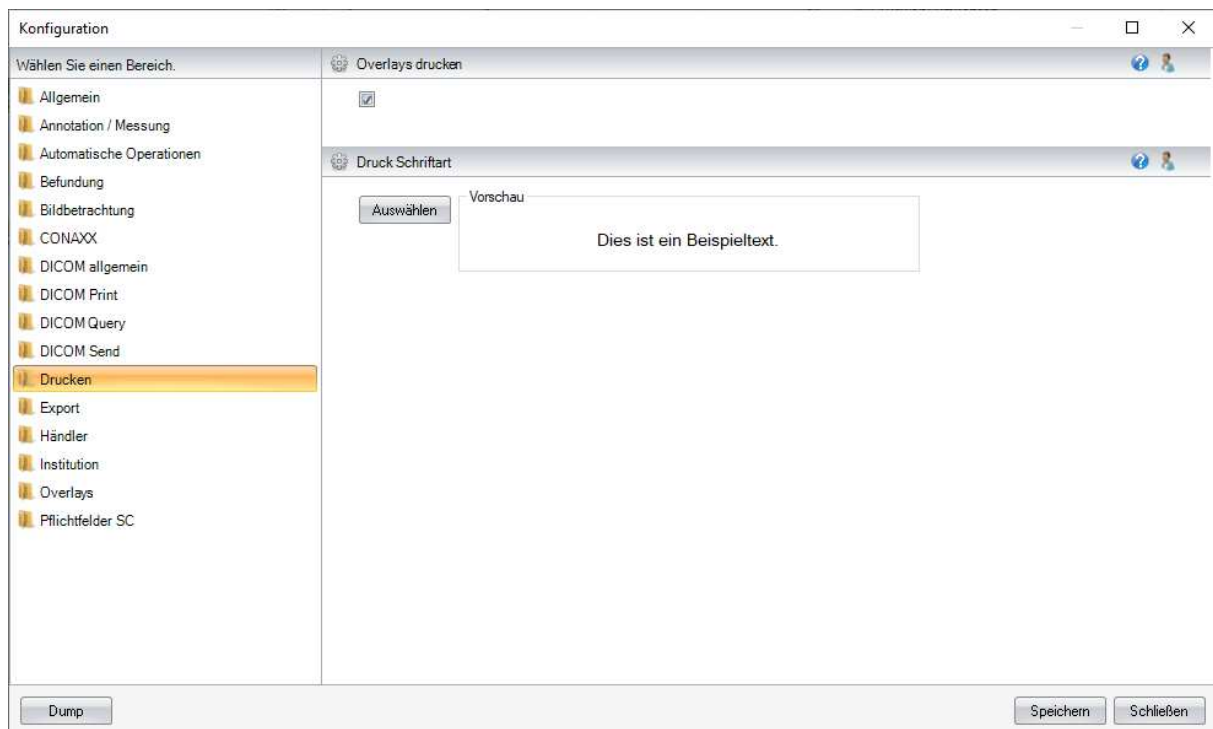 Konfiguration
Wählen Sie einen Bereich.
Allgemein
Annotation / Messung
Automatische Operationen
Befundung
Bildbetrachtung
CONAXX
DICOM allgemein
DICOM Print
DICOM Query
DICOM Send
Drucken
Export
Händler
Institution
Overlays
Pflichtfelder SC
Overlays drucken
Druck Schriftart
Auswählen
Vorschau
Dies ist ein Beispieltext.
Dump
Speichern
Schließen